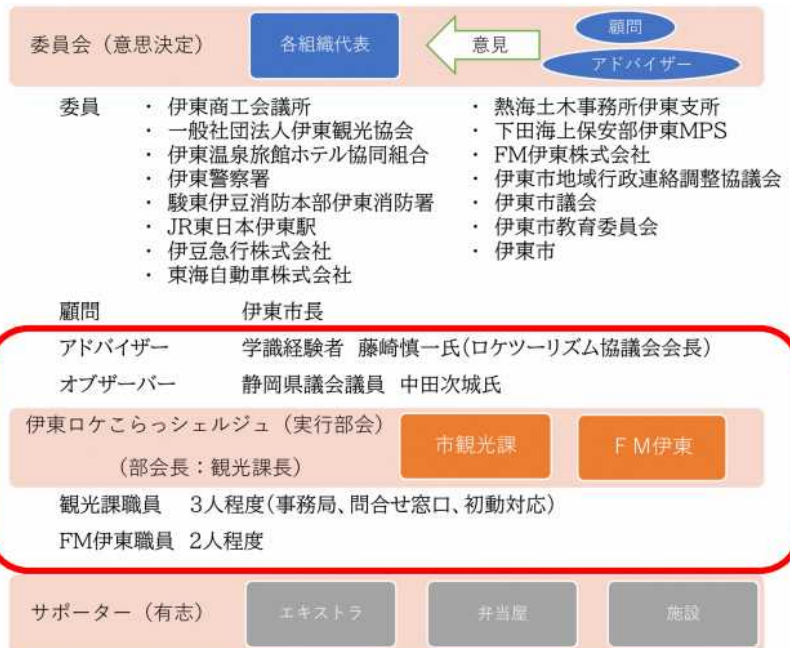 委員会（意思決定）
各組織代表
意見
顧問
アドバイザー
委員
・ 伊東商工会議所
・ 一般社団法人伊東観光協会
・ 伊東温泉旅館ホテル協同組合
・ 伊東警察署
・ 駿東伊豆消防本部伊東消防署
・ JR東日本伊東駅
・ 伊豆急行株式会社
・ 東海自動車株式会社
・ 熱海土木事務所伊東支所
・ 下田海上保安部伊東MPS
・ FM伊東株式会社
・ 伊東市地域行政連絡調整協議会
・ 伊東市議会
・ 伊東市教育委員会
・ 伊東市
顧問 伊東市長
アドバイザー 学識経験者 藤崎慎一氏(ロケツーリズム協議会会長)
オブザーバー 静岡県議会議員 中田次城氏
伊東ロケこらっシェルジュ（実行部会）
（部会長：観光課長）
市観光課
ＦＭ伊東
観光課職員 3人程度(事務局、問合せ窓口、初動対応)
FM伊東職員 2人程度
サポーター（有志）
エキストラ
弁当屋
施設